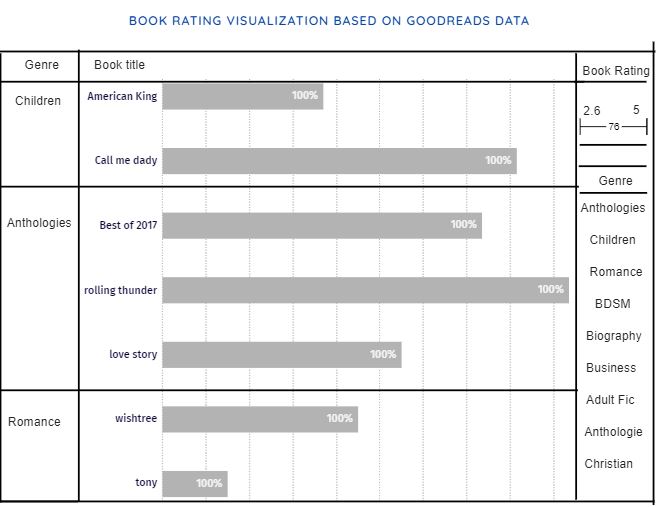 BOOK RATING VISUALIZATION BASED ON GOODREADS DATA
Genre
Book title
Book Rating
Children
American King
100%
Call me dady
100%
Anthologies
Best of 2017
100%
rolling thunder
100%
love story
100%
Romance
wishtree
100%
tony
100%
2.6
5
76
Genre
Anthologies
Children
Romance
BDSM
Biography
Business
Adult Fic
Anthologie
Christian